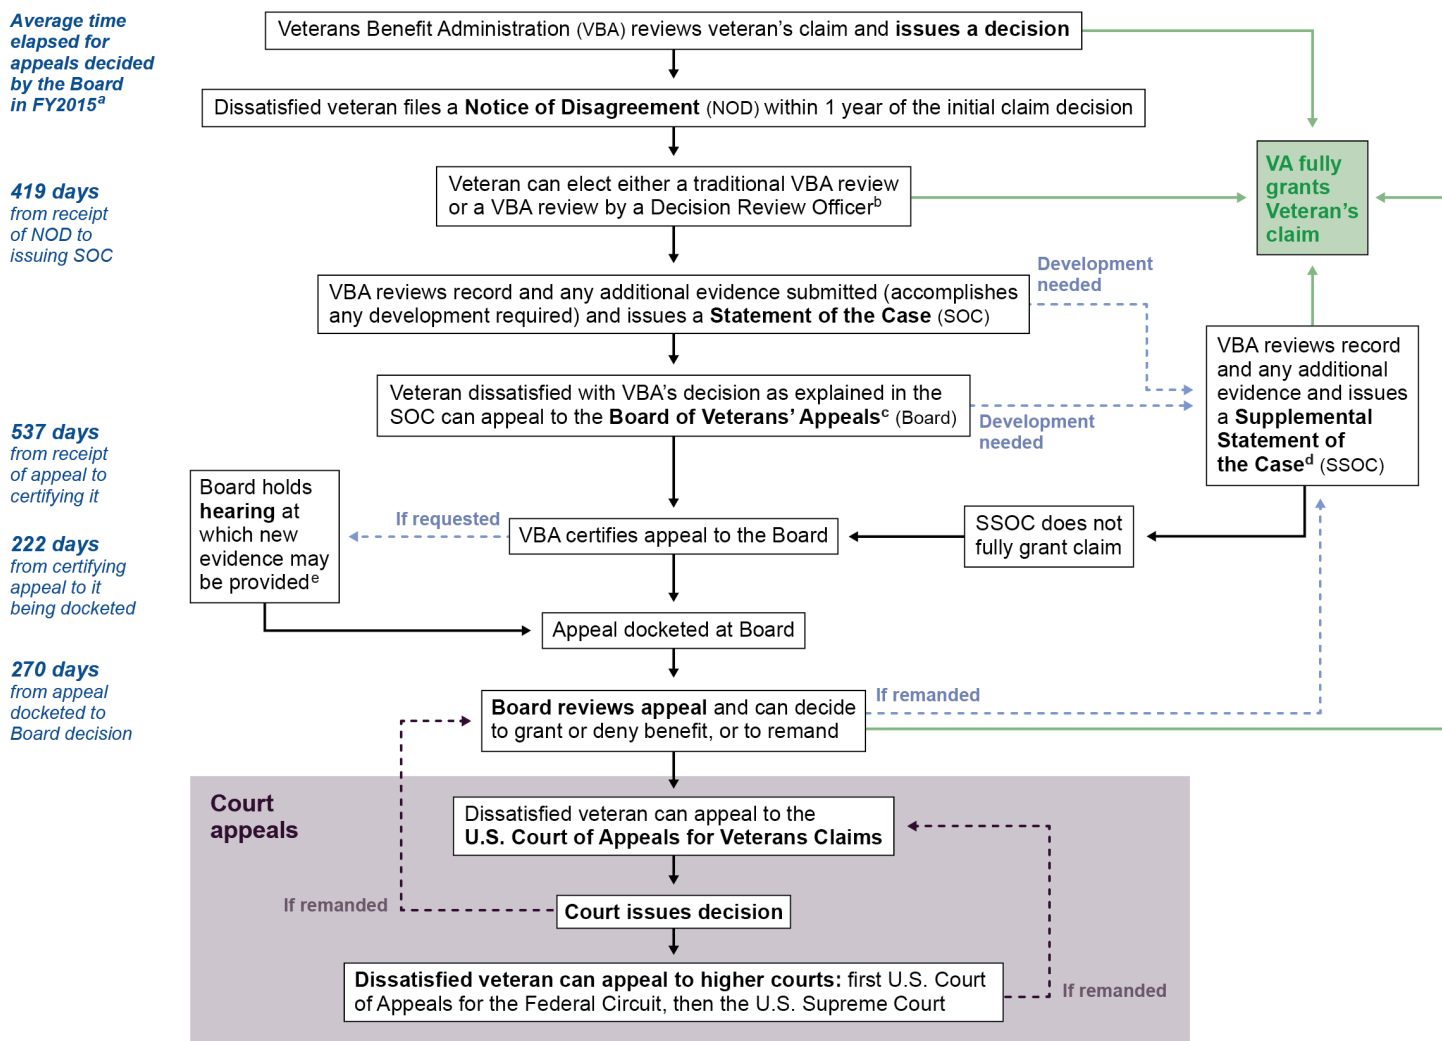 Average time
elapsed for
appeals decided
by the Board
in FY2015a
Veterans Benefit Administration (VBA) reviews veteran's claim and issues a decision
Dissatisfied veteran files a Notice of Disagreement (NOD) within 1 year of the initial claim decision
VA fully
grants
Veteran's
claim
419 days
from receipt
of NOD to
issuing SOC
Veteran can elect either a traditional VBA review
or a VBA review by a Decision Review Officerb
Development
needed
VBA reviews record and any additional evidence submitted (accomplishes
any development required) and issues a Statement of the Case (SOC)
VBA reviews record
and any additional
evidence and issues
a Supplemental
Statement of
the Cased (SSOC)
Veteran dissatisfied with VBA's decision as explained in the
SOC can appeal to the Board of Veterans' Appealsc (Board)
Development
needed
537 days
from receipt
of appeal to
certifying it
Board holds
hearing at
which new
evidence may
be providede
If requested
VBA certifies appeal to the Board
SSOC does not
fully grant claim
222 days
from certifying
appeal to it
being docketed
Appeal docketed at Board
270 days
from appeal
docketed to
Board decision
Board reviews appeal and can decide
to grant or deny benefit, or to remand
If remanded
Court
appeals
Dissatisfied veteran can appeal to the
U.S. Court of Appeals for Veterans Claims
If remanded
Court issues decision
Dissatisfied veteran can appeal to higher courts: first U.S. Court
of Appeals for the Federal Circuit, then the U.S. Supreme Court
If remanded